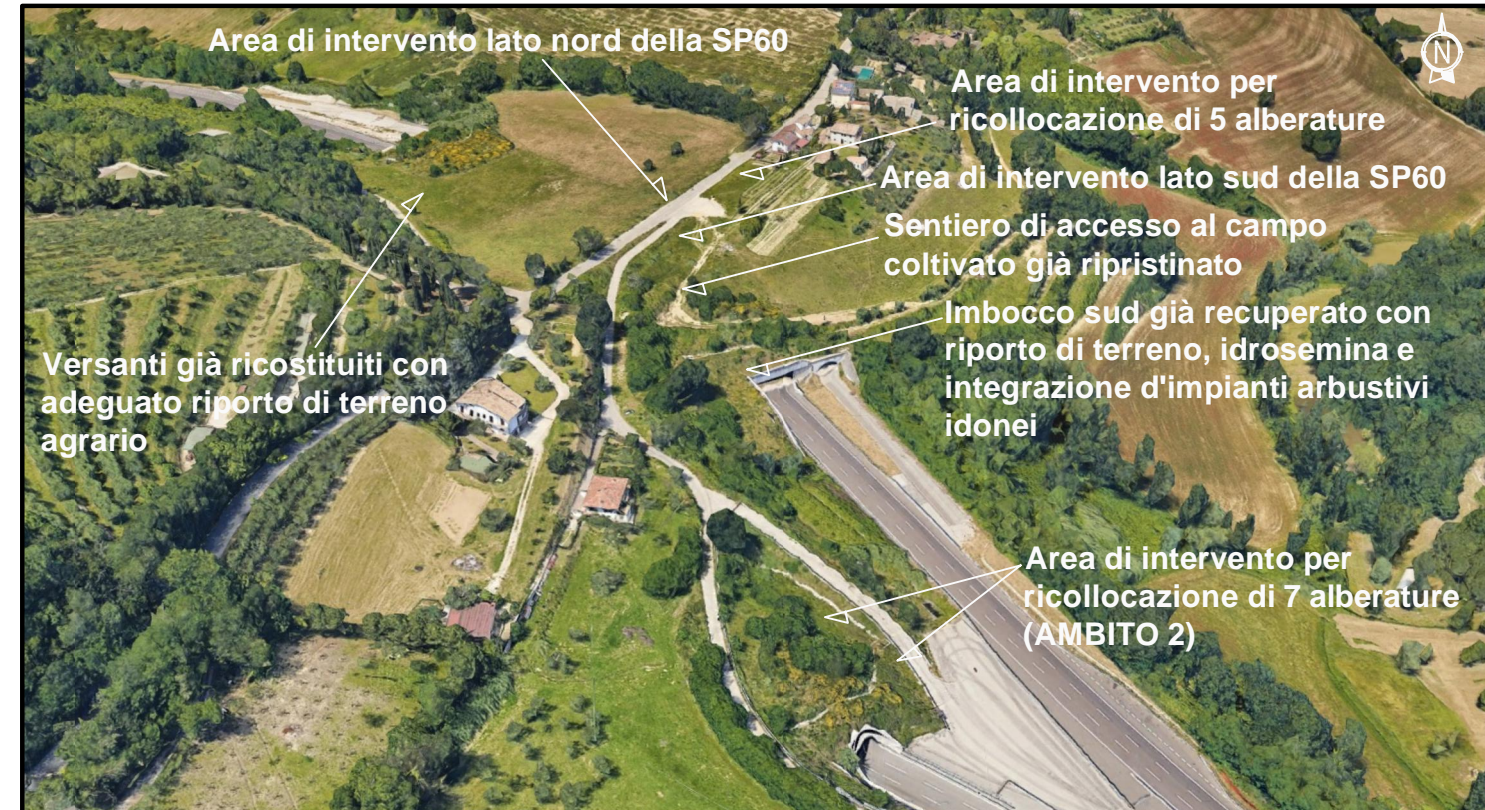 Area di intervento lato nord della SP60
N
Area di intervento per
ricollocazione di 5 alberature
Area di intervento lato sud della SP60
Sentiero di accesso al campo
coltivato già ripristinato
Imbocco sud già recuperato con
riporto di terreno, idrosemina e
integrazione d'impianti arbustivi
idonei
Versanti già ricostituiti con
adeguato riporto di terreno
agrario
Area di intervento per
ricollocazione di 7 alberature
(AMBITO 2)